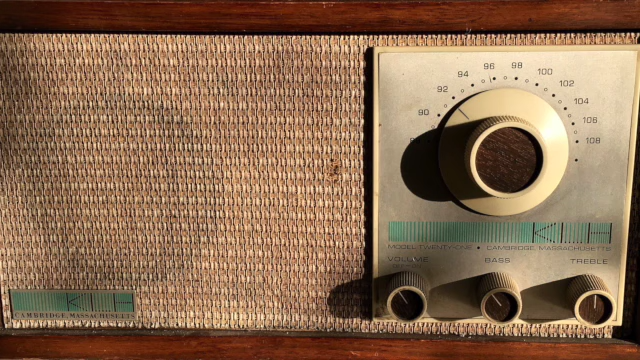 90 92 94 96 98 100 102 104 106 108
KLH
MODEL TWENTY-ONE • CAMBRIDGE, MASSACHUSETTS
VOLUME BASS TREBLE
KLH
CAMBRIDGE, MASSACHUSETTS